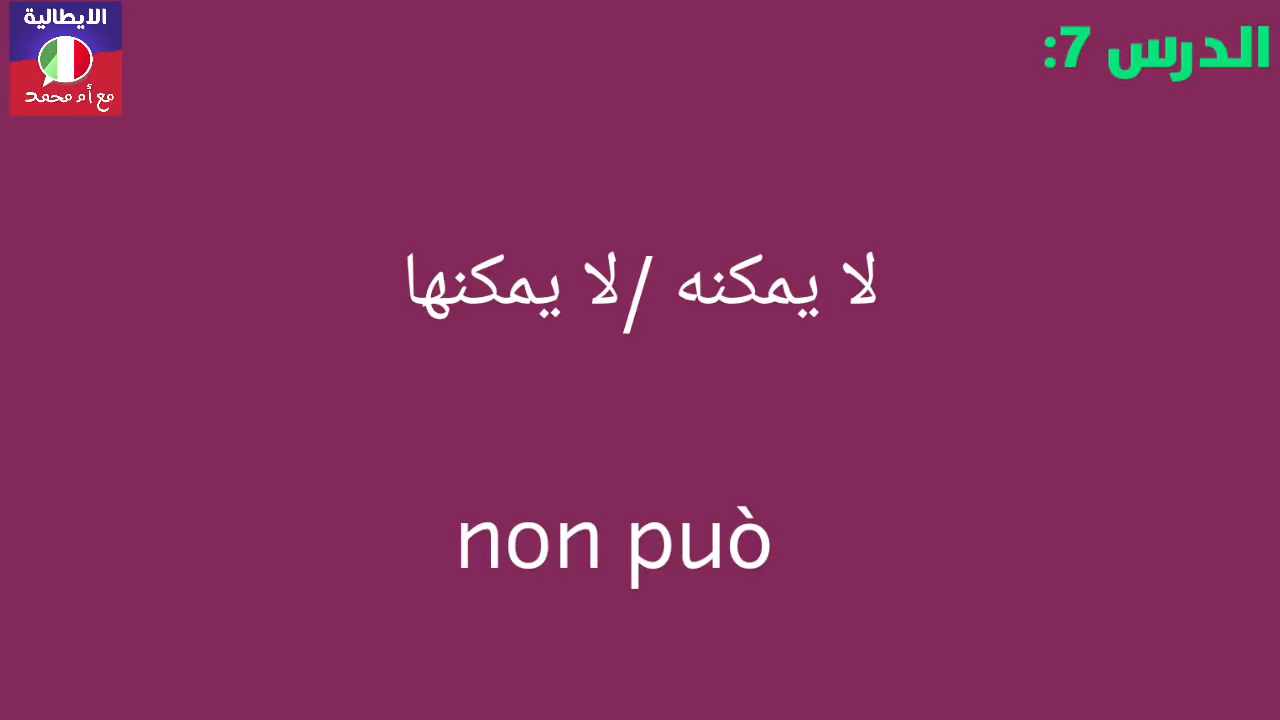 الايطالية
مع أم محمد
الدرس 7:
لا يمكنه /لا يمكنها
non può